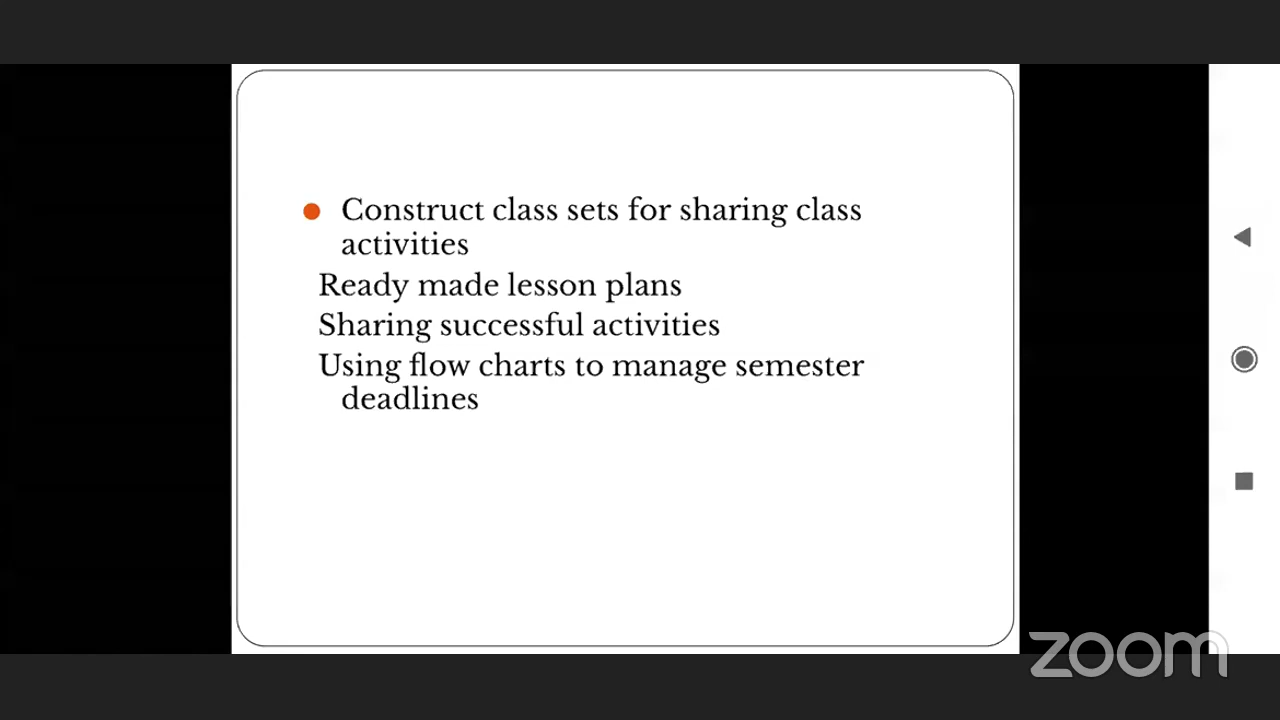 Construct class sets for sharing class
activities
Ready made lesson plans
Sharing successful activities
Using flow charts to manage semester
deadlines
zoom